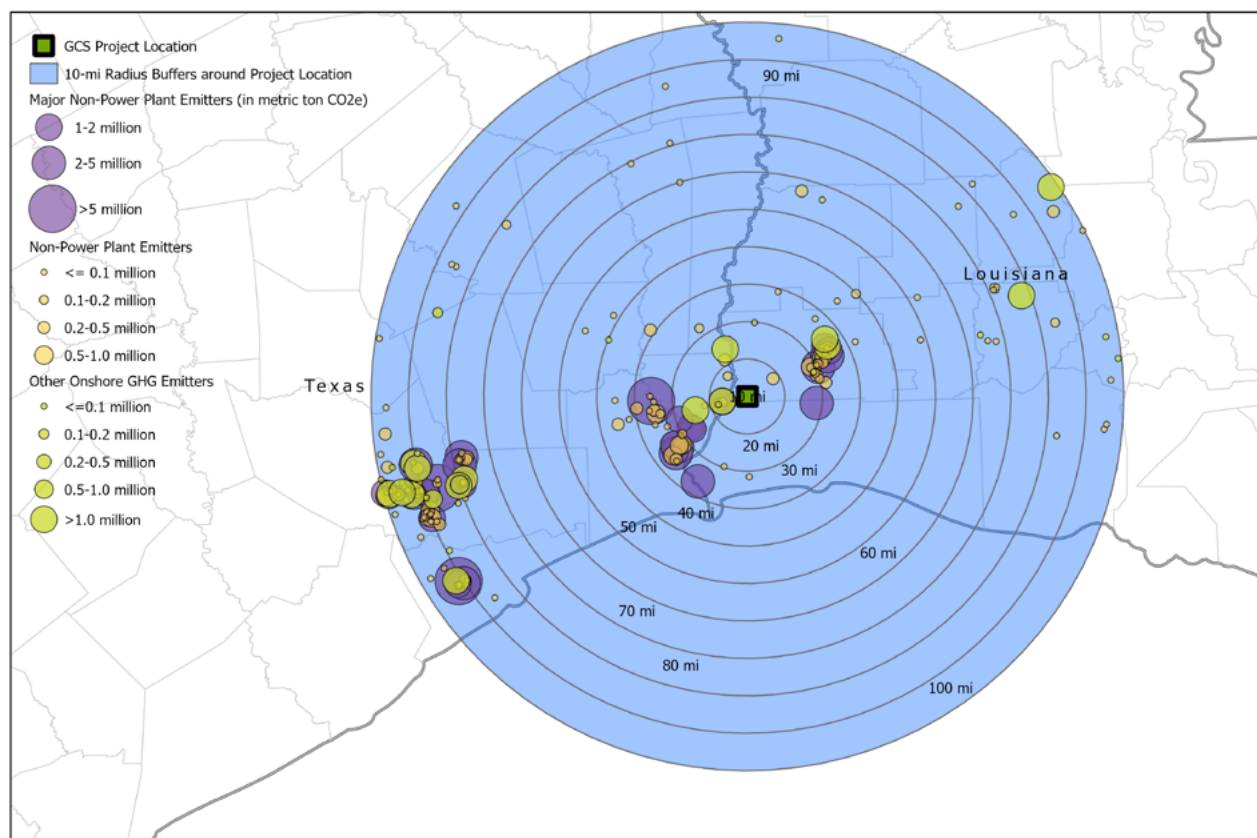 GCS Project Location
10-mi Radius Buffers around Project Location
Major Non-Power Plant Emitters (in metric ton CO2e)
1-2 million
2-5 million
>5 million
Non-Power Plant Emitters
<= 0.1 million
0.1-0.2 million
0.2-0.5 million
0.5-1.0 million
Other Onshore GHG Emitters
<=0.1 million
0.1-0.2 million
0.2-0.5 million
0.5-1.0 million
>1.0 million
90 mi
Louisiana
Texas
10 mi
20 mi
30 mi
40 mi
50 mi
60 mi
70 mi
80 mi
100 mi